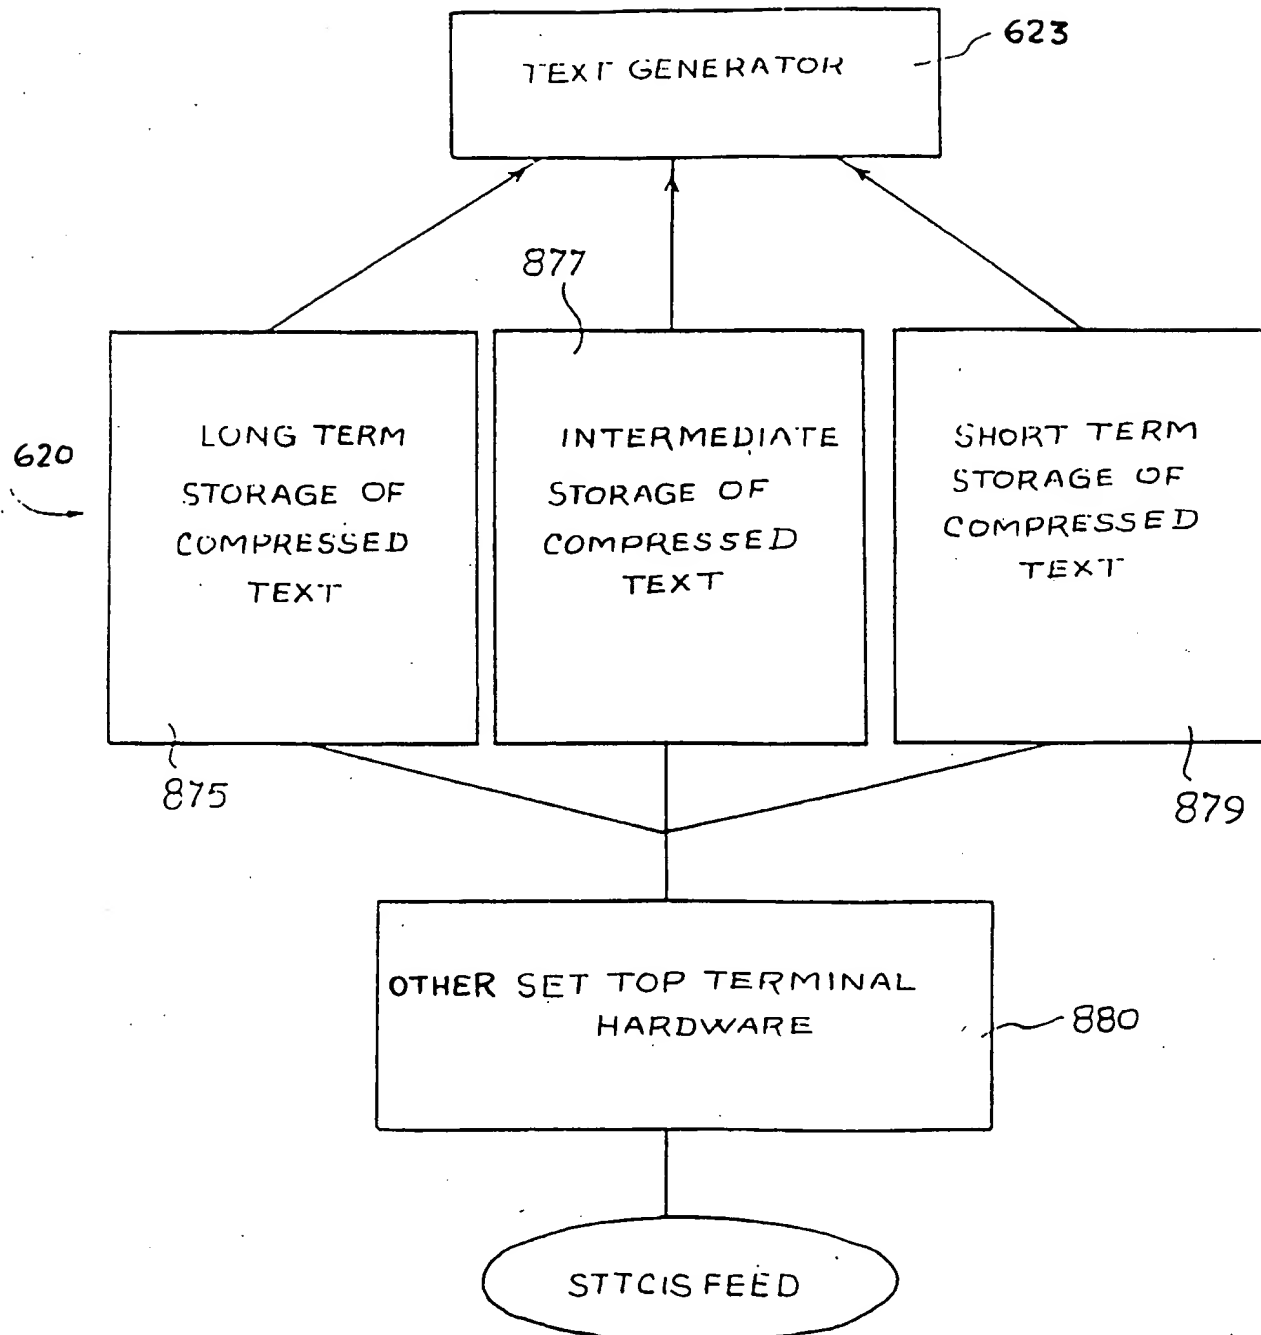 TEXT GENERATOR
623
877
620
LONG TERM
STORAGE OF
COMPRESSED
TEXT
INTERMEDIATE
STORAGE OF
COMPRESSED
TEXT
SHORT TERM
STORAGE OF
COMPRESSED
TEXT
875
879
OTHER SET TOP TERMINAL
HARDWARE
880
STTCIS FEED